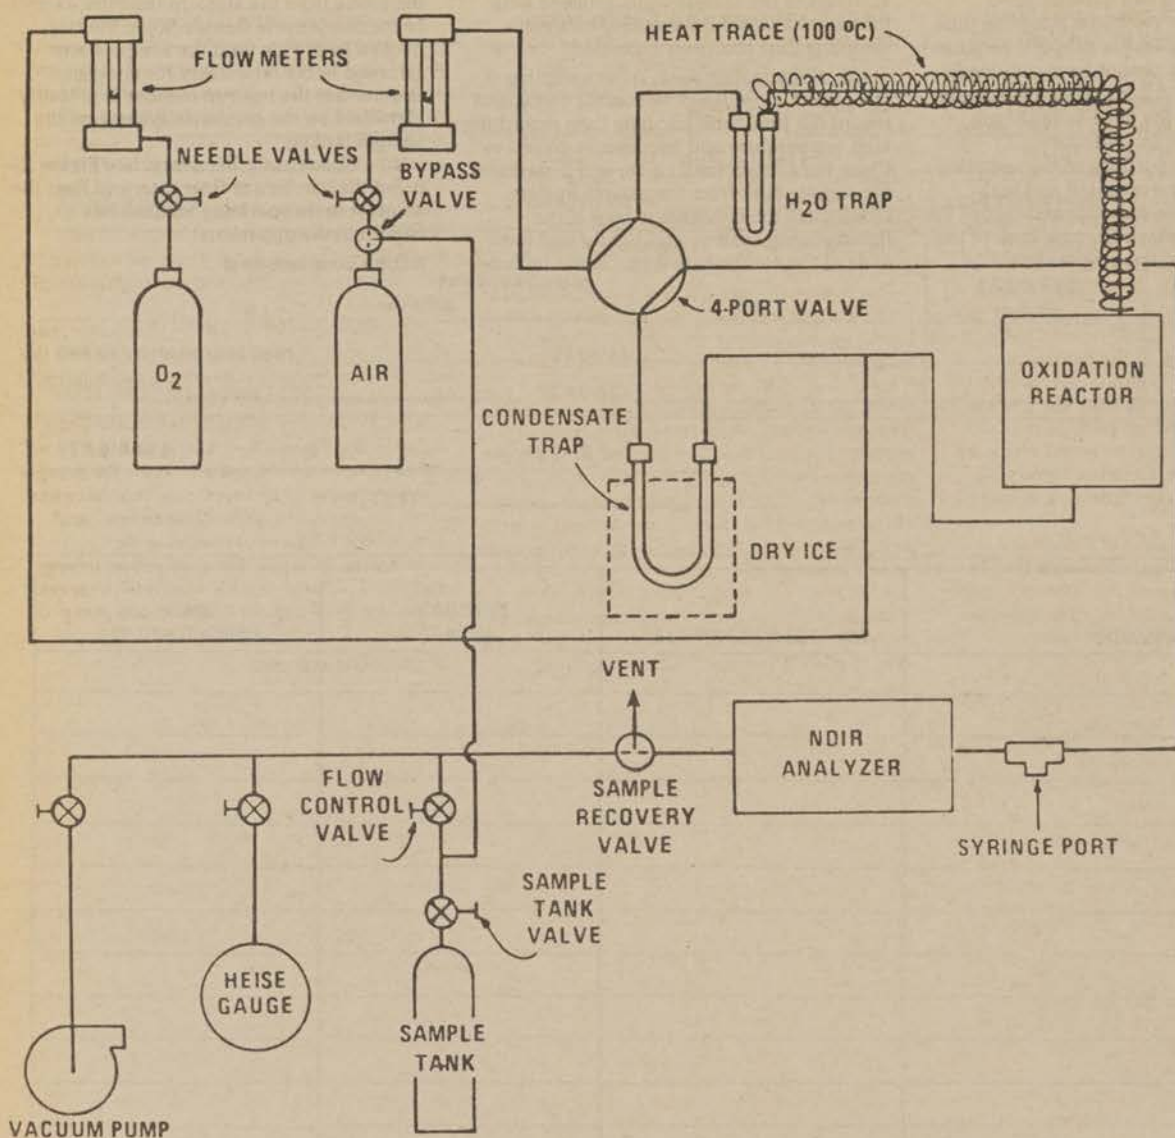 HEAT TRACE (100 °C)
FLOW METERS
NEEDLE VALVES
BYPASS
VALVE
H2O TRAP
4-PORT VALVE
O2
AIR
OXIDATION
REACTOR
CONDENSATE
TRAP
DRY ICE
VENT
NDIR
ANALYZER
FLOW
CONTROL
VALVE
SAMPLE
RECOVERY
VALVE
SYRINGE PORT
SAMPLE
TANK
VALVE
HEISE
GAUGE
SAMPLE
TANK
VACUUM PUMP